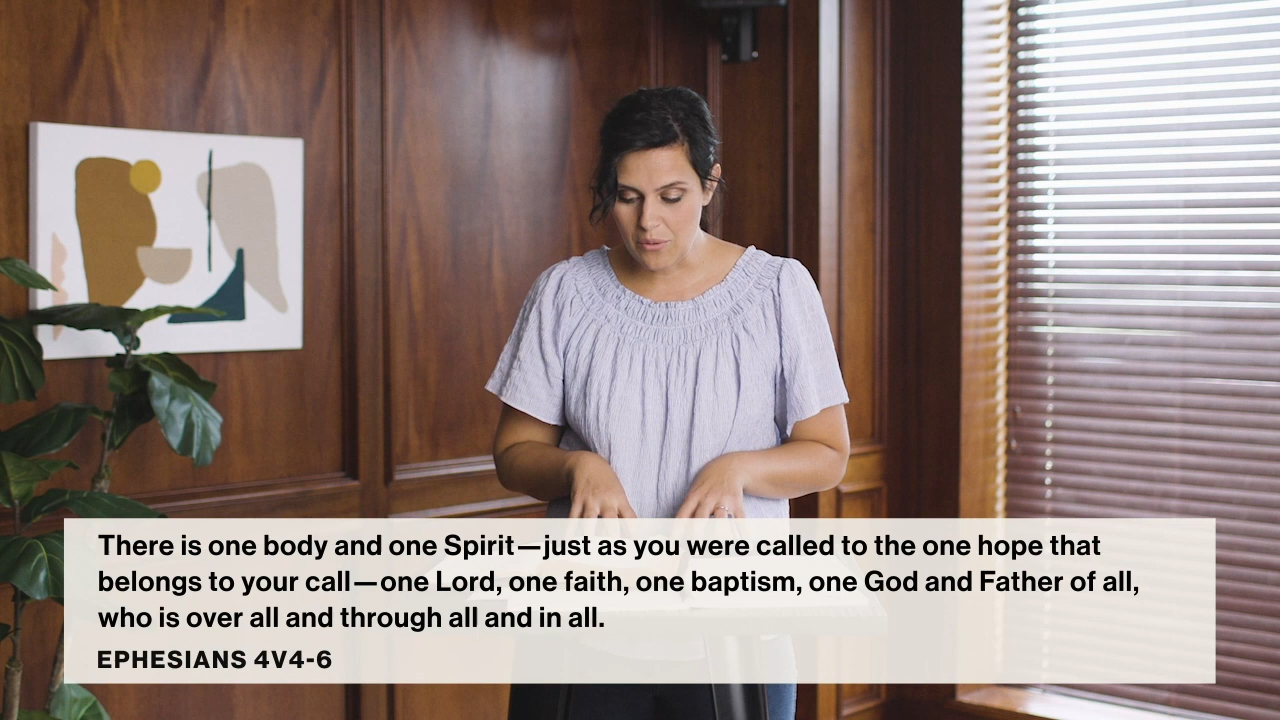 There is one body and one Spirit—just as you were called to the one hope that
belongs to your call—one Lord, one faith, one baptism, one God and Father of all,
who is over all and through all and in all.
EPHESIANS 4V4-6